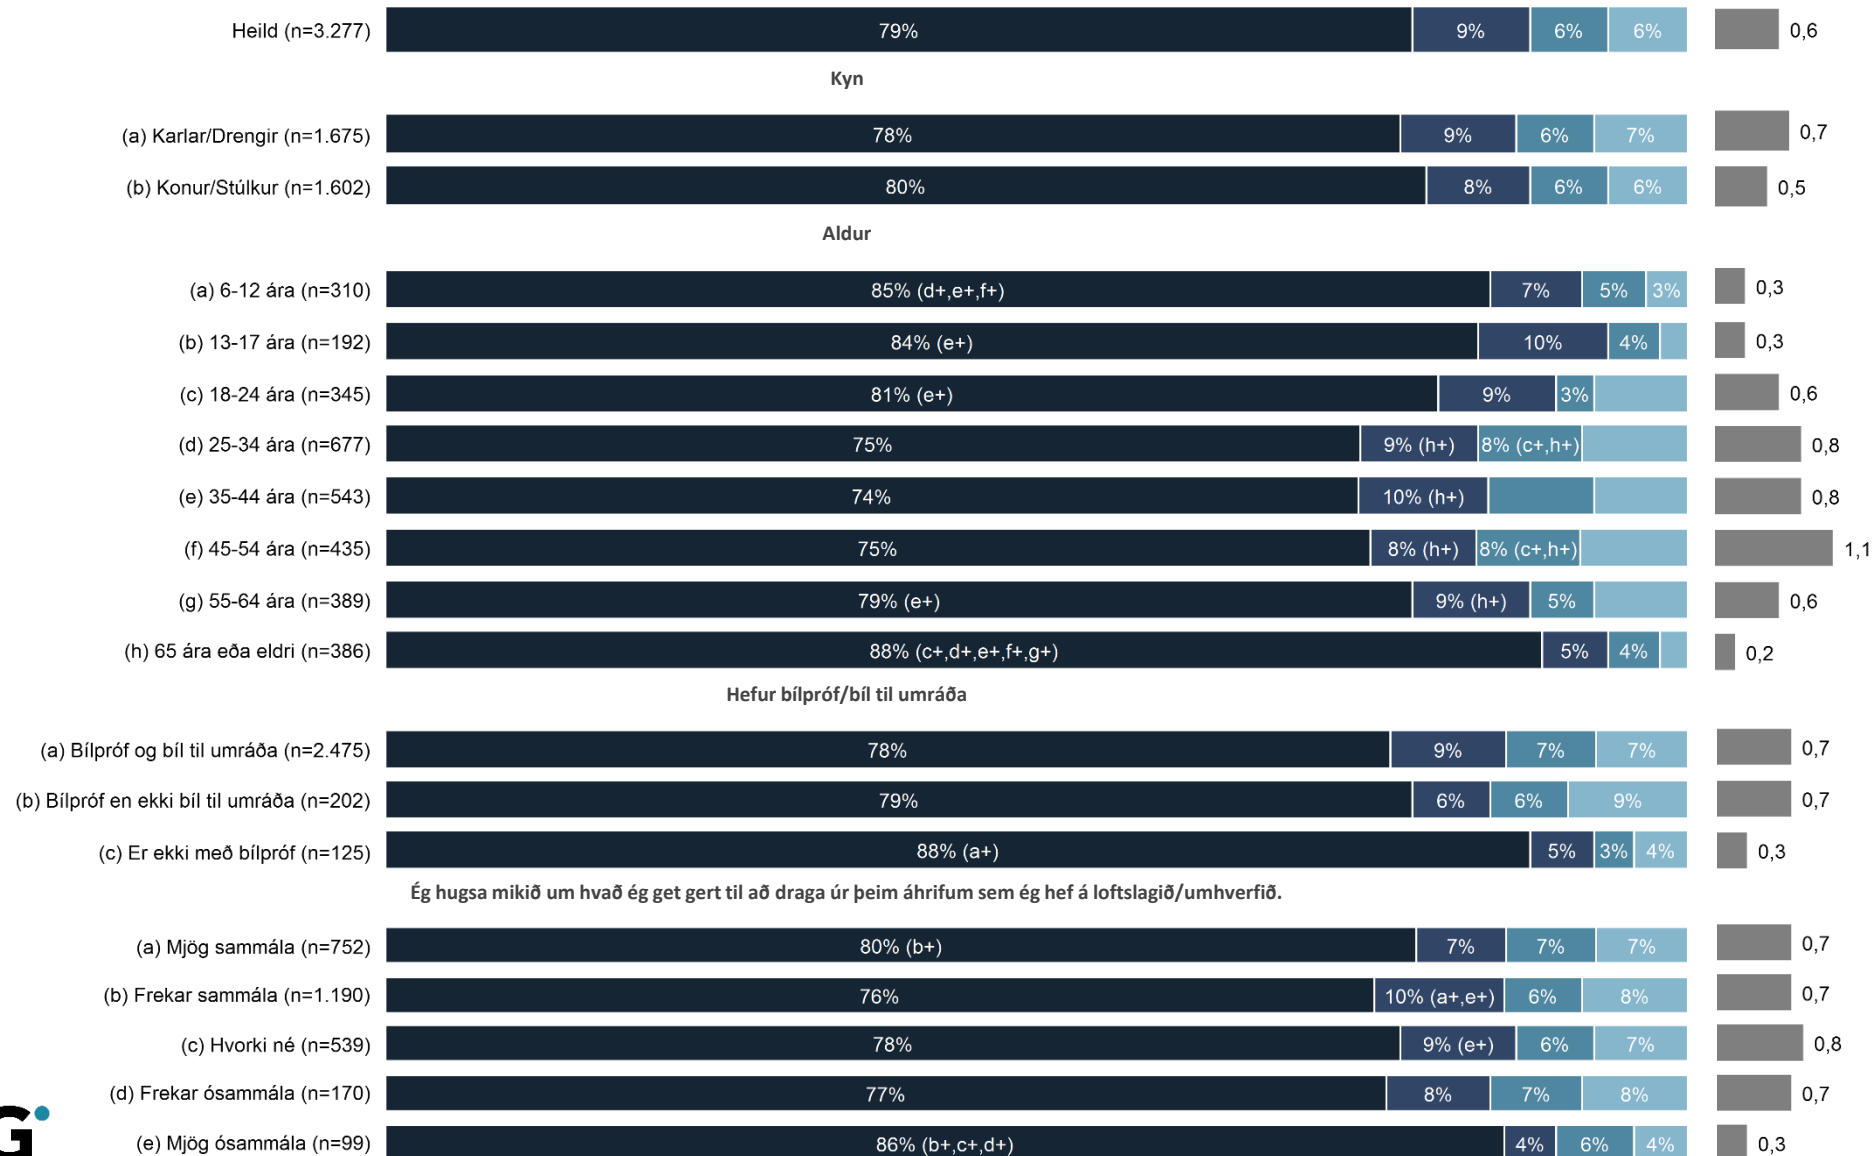 Heild (n=3.277) 79% 9% 6% 6% 0,6
Kyn
(a) Karlar/Drengir (n=1.675) 78% 9% 6% 7% 0,7
(b) Konur/Stúlkur (n=1.602) 80% 8% 6% 6% 0,5
Aldur
(a) 6-12 ára (n=310) 85% (d+,e+,f+) 7% 5% 3% 0,3
(b) 13-17 ára (n=192) 84% (e+) 10% 4% 0,3
(c) 18-24 ára (n=345) 81% (e+) 9% 3% 0,6
(d) 25-34 ára (n=677) 75% 9% (h+) 8% (c+,h+) 0,8
(e) 35-44 ára (n=543) 74% 10% (h+) 0,8
(f) 45-54 ára (n=435) 75% 8% (h+) 8% (c+,h+) 1,1
(g) 55-64 ára (n=389) 79% (e+) 9% (h+) 5% 0,6
(h) 65 ára eða eldri (n=386) 88% (c+,d+,e+,f+,g+) 5% 4% 0,2
Hefur bílpróf/bíl til umráða
(a) Bílpróf og bíl til umráða (n=2.475) 78% 9% 7% 7% 0,7
(b) Bílpróf en ekki bíl til umráða (n=202) 79% 6% 6% 9% 0,7
(c) Er ekki með bílpróf (n=125) 88% (a+) 5% 3% 4% 0,3
Ég hugsa mikið um hvað ég get gert til að draga úr þeim áhrifum sem ég hef á loftslagið/umhverfið.
(a) Mjög sammála (n=752) 80% (b+) 7% 7% 7% 0,7
(b) Frekar sammála (n=1.190) 76% 10% (a+,e+) 6% 8% 0,7
(c) Hvorki né (n=539) 78% 9% (e+) 6% 7% 0,8
(d) Frekar ósammála (n=170) 77% 8% 7% 8% 0,7
G
(e) Mjög ósammála (n=99) 86% (b+,c+,d+) 4% 6% 4% 0,3